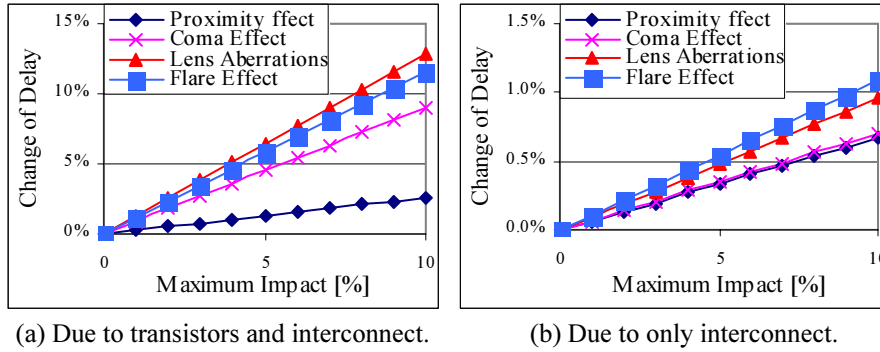 15%
10%
5%
0%
Change of Delay
Proximity ffect
Coma Effect
Lens Aberrations
Flare Effect
0
5
10
Maximum Impact [%]
(a) Due to transistors and interconnect.
1.5%
1.0%
0.5%
0.0%
Change of Delay
Proximity ffect
Coma Effect
Lens Aberrations
Flare Effect
0
5
10
Maximum Impact [%]
(b) Due to only interconnect.